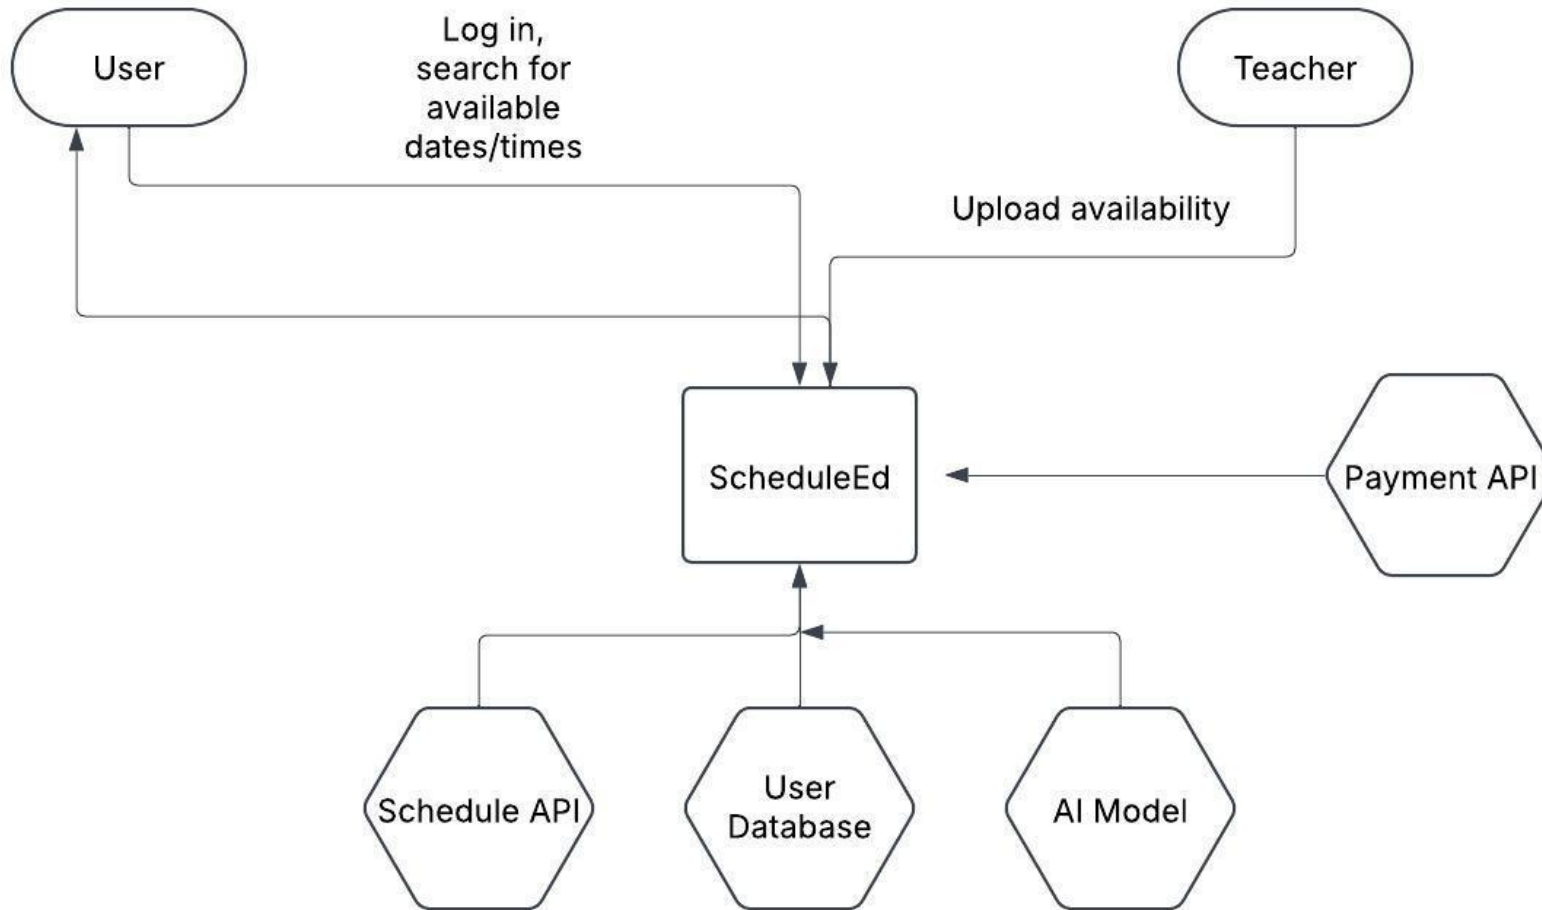 User
Log in,
search for
available
dates/times
Teacher
Upload availability
ScheduleEd
Payment API
Schedule API
User
Database
AI Model